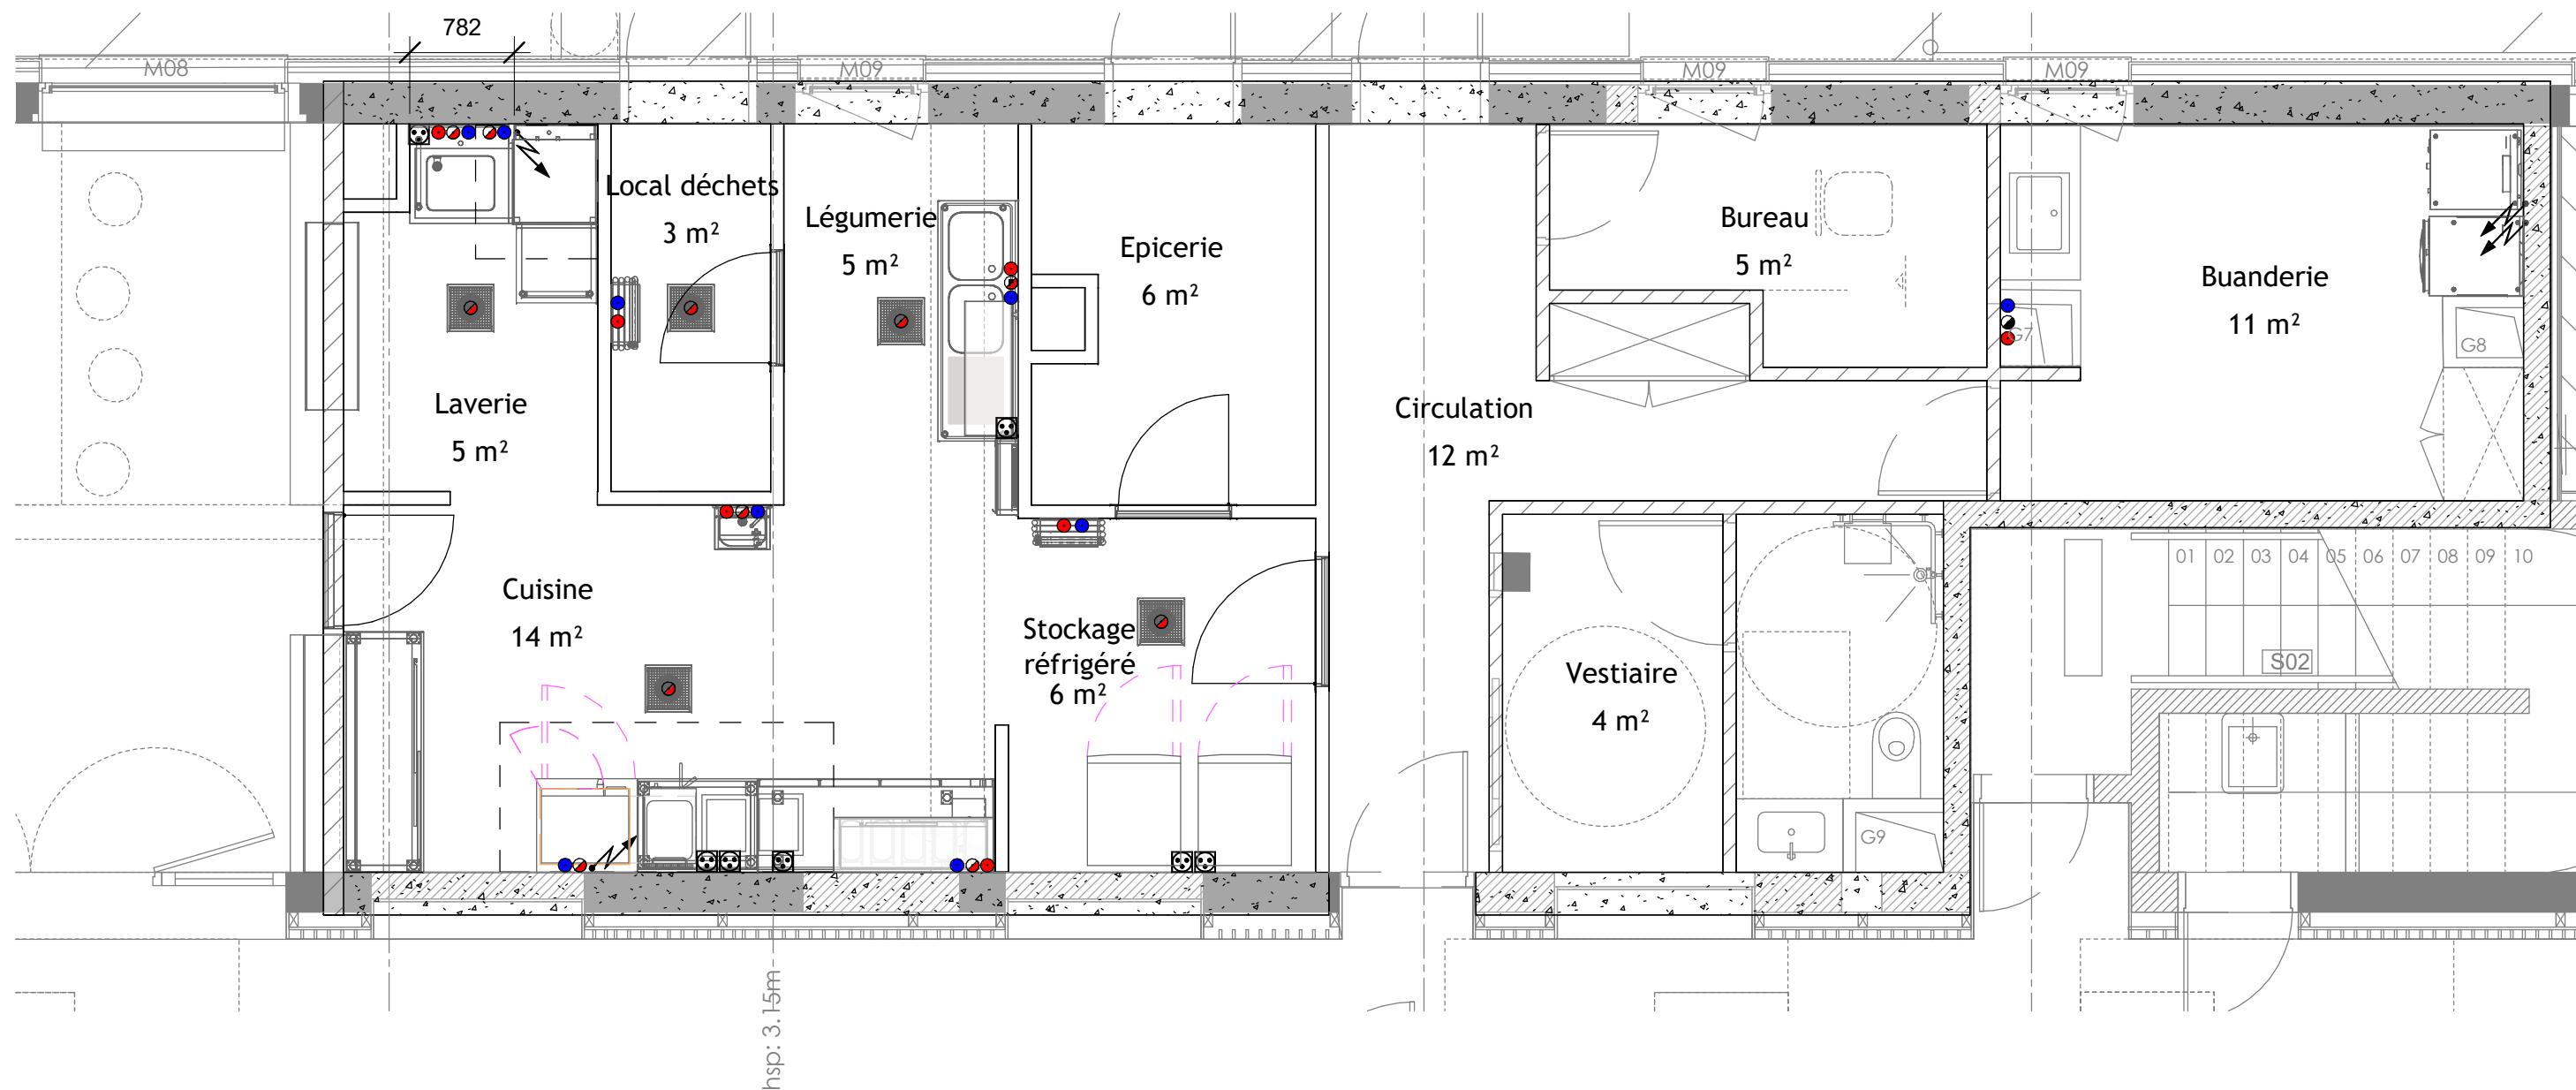 782
M08
M09
M09
M09
Local déchets
3 m²
Légumerie
5 m²
Epicerie
6 m²
Bureau
5 m²
Buanderie
11 m²
G7
G8
Laverie
5 m²
Circulation
12 m²
Cuisine
14 m²
Stockage
réfrigéré
6 m²
Vestiaire
4 m²
01 02 03 04 05 06 07 08 09 10
S02
G9
hsp: 3.15m